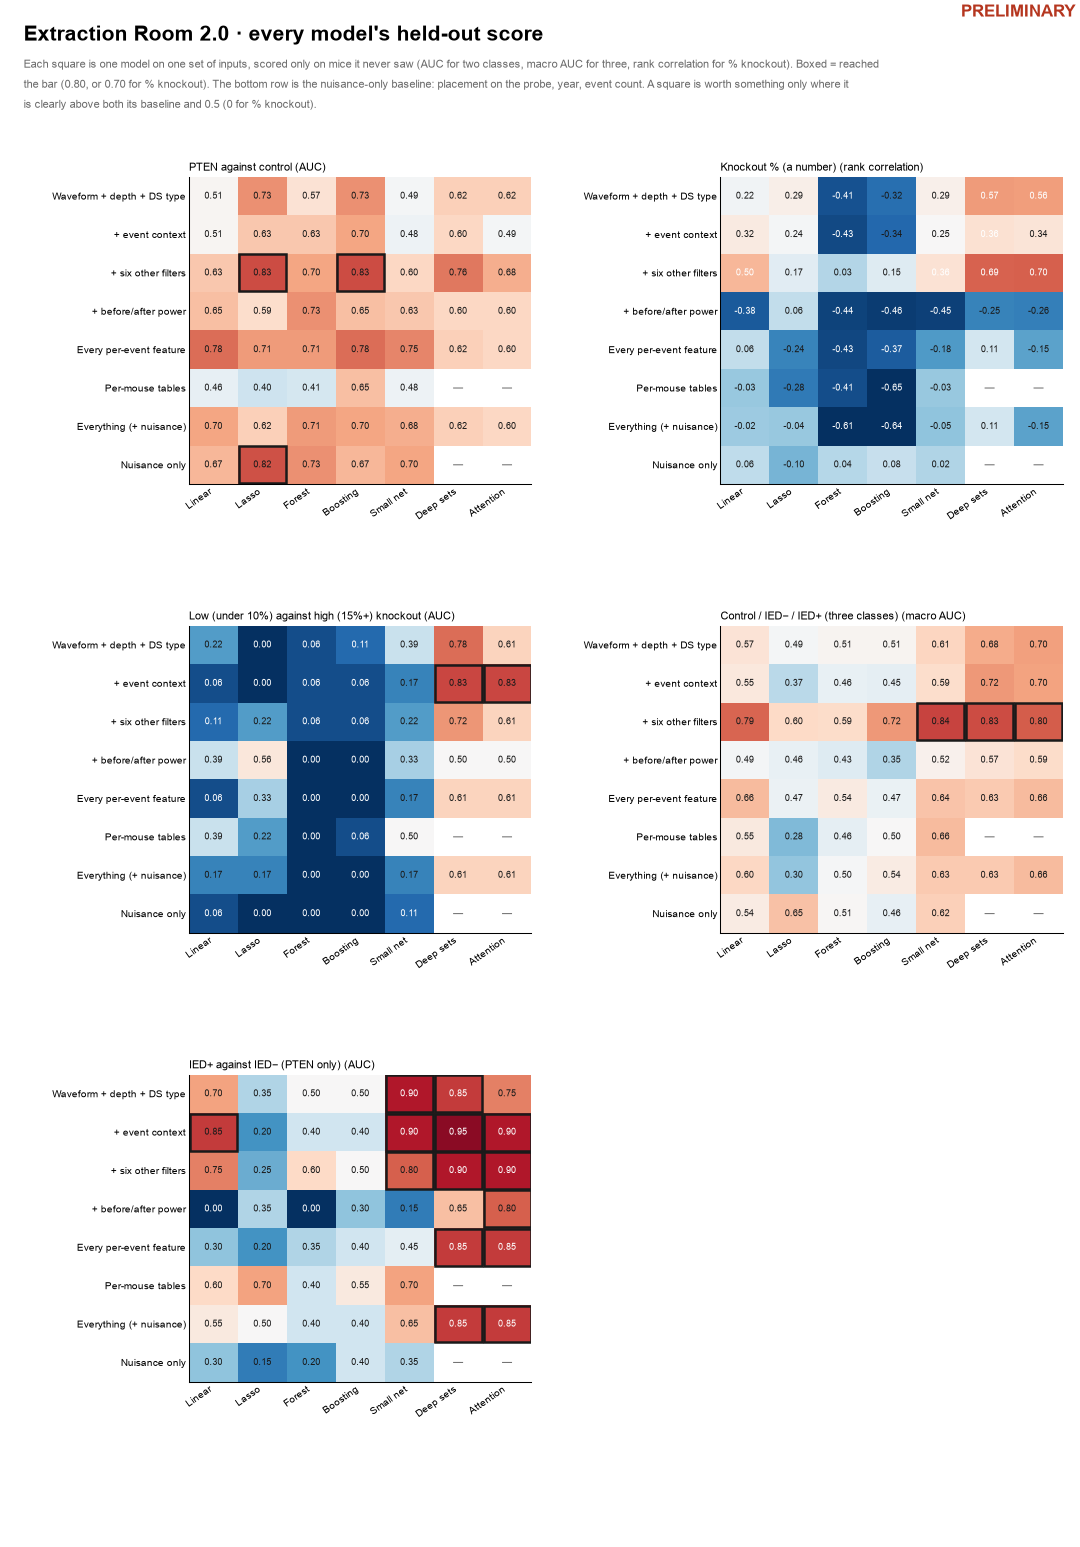 PRELIMINARY
Extraction Room 2.0 · every model's held-out score
Each square is one model on one set of inputs, scored only on mice it never saw (AUC for two classes, macro AUC for three, rank correlation for % knockout). Boxed = reached
the bar (0.80, or 0.70 for % knockout). The bottom row is the nuisance-only baseline: placement on the probe, year, event count. A square is worth something only where it
is clearly above both its baseline and 0.5 (0 for % knockout).
PTEN against control (AUC)
Waveform + depth + DS type 0.51 0.73 0.57 0.73 0.49 0.62 0.62
+ event context 0.51 0.63 0.63 0.70 0.48 0.60 0.49
+ six other filters 0.63 0.83 0.70 0.83 0.60 0.76 0.68
+ before/after power 0.65 0.59 0.73 0.65 0.63 0.60 0.60
Every per-event feature 0.78 0.71 0.71 0.78 0.75 0.62 0.60
Per-mouse tables 0.46 0.40 0.41 0.65 0.48 — —
Everything (+ nuisance) 0.70 0.62 0.71 0.70 0.68 0.62 0.60
Nuisance only 0.67 0.82 0.73 0.67 0.70 — —
Linear Lasso Forest Boosting Small net Deep sets Attention
Knockout % (a number) (rank correlation)
Waveform + depth + DS type 0.22 0.29 -0.41 -0.32 0.29 0.57 0.56
+ event context 0.32 0.24 -0.43 -0.34 0.25 0.36 0.34
+ six other filters 0.50 0.17 0.03 0.15 0.35 0.69 0.70
+ before/after power -0.38 0.06 -0.44 -0.46 -0.45 -0.25 -0.26
Every per-event feature 0.06 -0.24 -0.43 -0.37 -0.18 0.11 -0.15
Per-mouse tables -0.03 -0.28 -0.41 -0.65 -0.03 — —
Everything (+ nuisance) -0.02 -0.04 -0.61 -0.64 -0.05 0.11 -0.15
Nuisance only 0.06 -0.10 0.04 0.08 0.02 — —
Linear Lasso Forest Boosting Small net Deep sets Attention
Low (under 10%) against high (15%+) knockout (AUC)
Waveform + depth + DS type 0.22 0.00 0.06 0.11 0.39 0.78 0.61
+ event context 0.06 0.00 0.06 0.06 0.17 0.83 0.83
+ six other filters 0.11 0.22 0.06 0.06 0.22 0.72 0.61
+ before/after power 0.39 0.56 0.00 0.00 0.33 0.50 0.50
Every per-event feature 0.06 0.33 0.00 0.00 0.17 0.61 0.61
Per-mouse tables 0.39 0.22 0.00 0.06 0.50 — —
Everything (+ nuisance) 0.17 0.17 0.00 0.00 0.17 0.61 0.61
Nuisance only 0.06 0.00 0.00 0.00 0.11 — —
Linear Lasso Forest Boosting Small net Deep sets Attention
Control / IED− / IED+ (three classes) (macro AUC)
Waveform + depth + DS type 0.57 0.49 0.51 0.51 0.61 0.68 0.70
+ event context 0.55 0.37 0.46 0.45 0.59 0.72 0.70
+ six other filters 0.79 0.60 0.59 0.72 0.84 0.83 0.80
+ before/after power 0.49 0.46 0.43 0.35 0.52 0.57 0.59
Every per-event feature 0.66 0.47 0.54 0.47 0.64 0.63 0.66
Per-mouse tables 0.55 0.28 0.46 0.50 0.66 — —
Everything (+ nuisance) 0.60 0.30 0.50 0.54 0.63 0.63 0.66
Nuisance only 0.54 0.65 0.51 0.46 0.62 — —
Linear Lasso Forest Boosting Small net Deep sets Attention
IED+ against IED− (PTEN only) (AUC)
Waveform + depth + DS type 0.70 0.35 0.50 0.50 0.90 0.85 0.75
+ event context 0.85 0.20 0.40 0.40 0.90 0.95 0.90
+ six other filters 0.75 0.25 0.60 0.50 0.80 0.90 0.90
+ before/after power 0.00 0.35 0.00 0.30 0.15 0.65 0.80
Every per-event feature 0.30 0.20 0.35 0.40 0.45 0.85 0.85
Per-mouse tables 0.60 0.70 0.40 0.55 0.70 — —
Everything (+ nuisance) 0.55 0.50 0.40 0.40 0.65 0.85 0.85
Nuisance only 0.30 0.15 0.20 0.40 0.35 — —
Linear Lasso Forest Boosting Small net Deep sets Attention